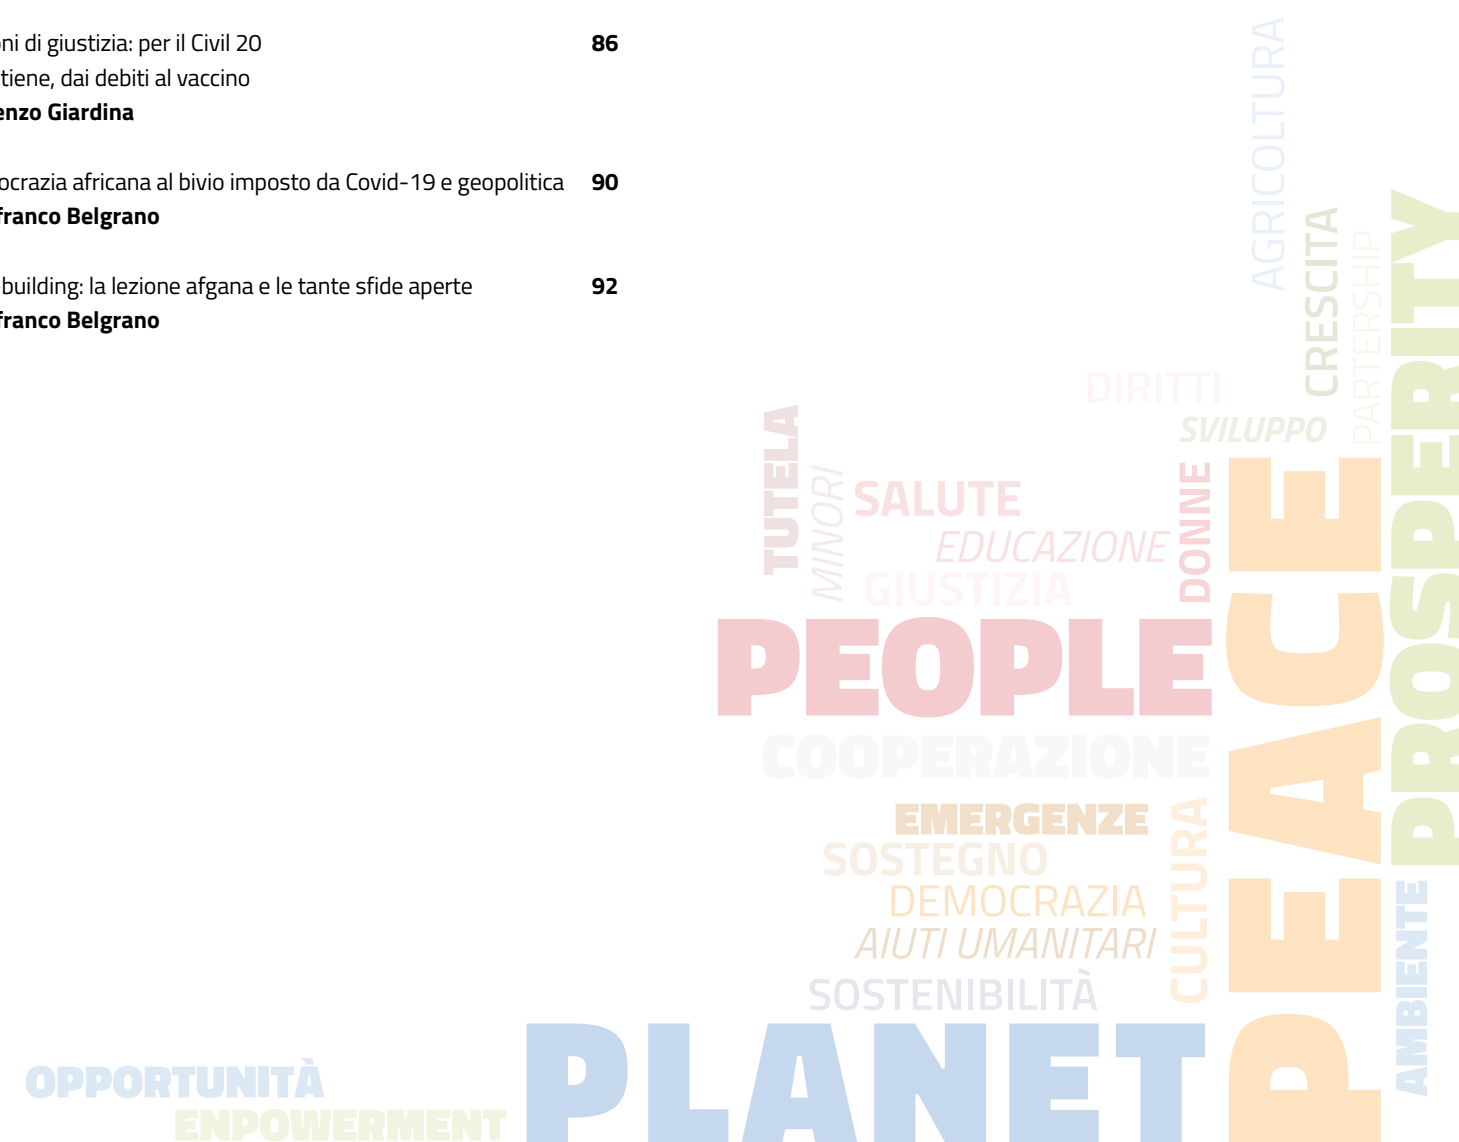 ni di giustizia: per il Civil 20 86
tiene, dai debiti al vaccino
enzo Giardina
ocrazia africana al bivio imposto da Covid-19 e geopolitica 90
franco Belgrano
building: la lezione afgana e le tante sfide aperte 92
franco Belgrano
AGRICOLTURA
CRESCITA
PARTERSHIP
PROSPERITY
DIRITTI
SVILUPPO
TUTELA
MINORI
SALUTE
EDUCAZIONE
DONNE
GIUSTIZIA
PEOPLE
PEACE
COOPERAZIONE
EMERGENZE
SOSTEGNO
DEMOCRAZIA
AIUTI UMANITARI
CULTURA
AMBIENTE
SOSTENIBILITÀ
PLANET
OPPORTUNITÀ
ENPOWERMENT